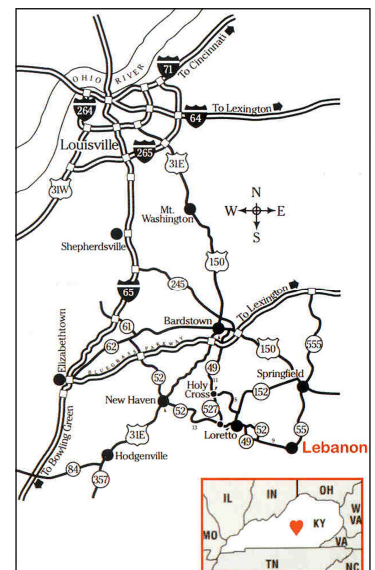 OHIO RIVER
71
To Cincinnati
264
To Lexington
64
Louisville
265
31E
31W
Mt.
Washington
N
W E
S
Shepherdsville
150
245
65
To Lexington
61
Bardstown
Elizabethtown
62
BLUEGRASS PARKWAY
150
555
49
Springfield
52
Holy
Cross
152
New Haven
52
527
Loretto
52
55
49
Lebanon
31E
13
To Bowling Green
Hodgenville
84
357
IL
IN
OH
W
VA
KY
MO
VA
TN
NC